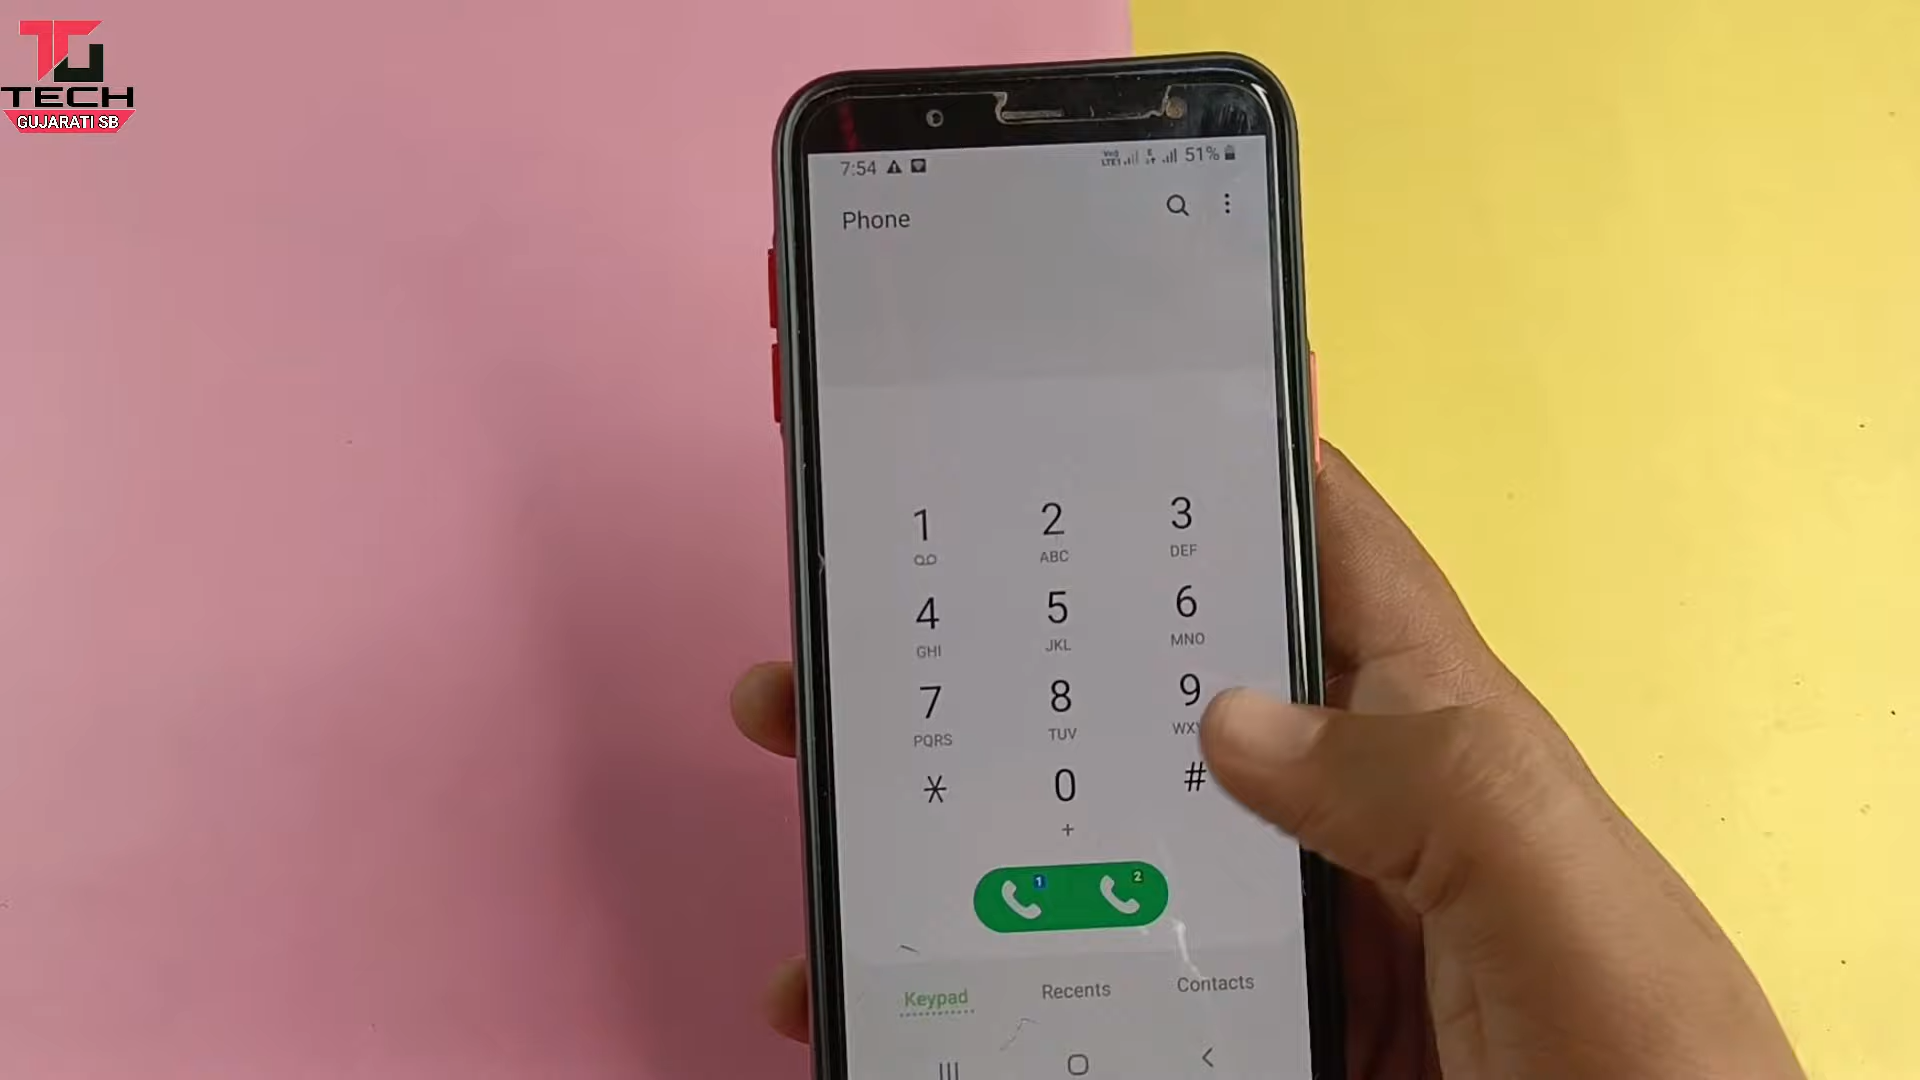 TECH
GUJARATI SB
7:54
51%
Phone
1 2 3
ABC DEF
4 5 6
GHI JKL MNO
7 8 9
PQRS TUV WXY
* 0 #
+
1 2
Keypad Recents Contacts